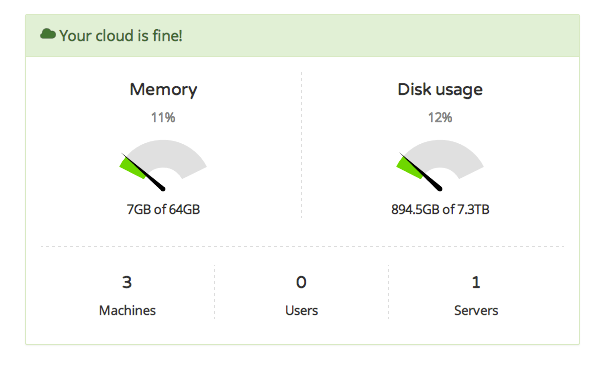 Your cloud is fine!
Memory
11%
7GB of 64GB
Disk usage
12%
894.5GB of 7.3TB
3
Machines
0
Users
1
Servers